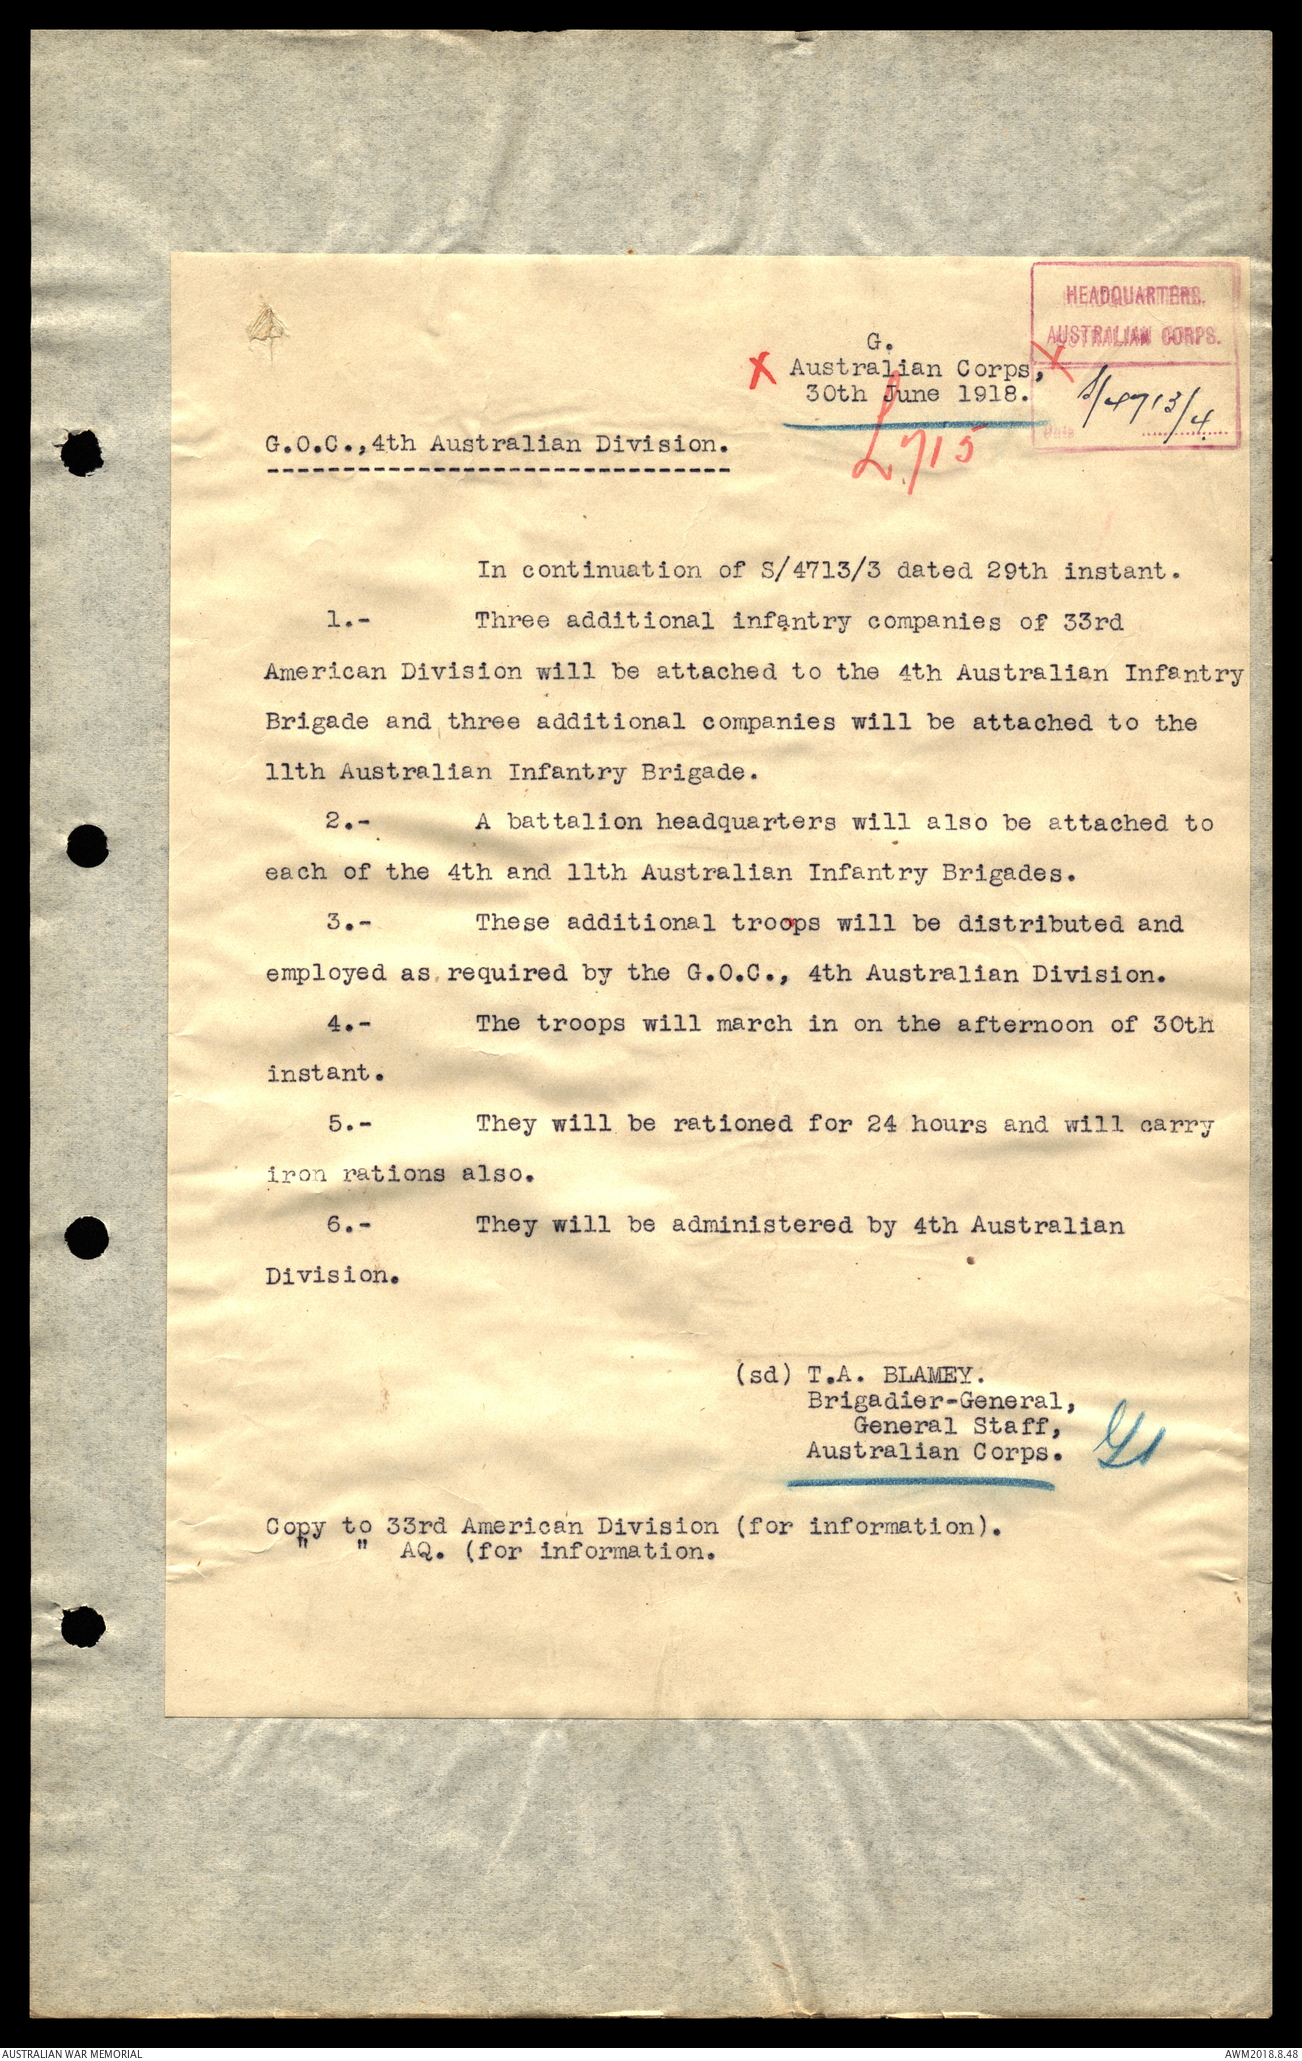 HEADQUARTERS.
AUSTRALIAN CORPS.
S/4713/4.
Date
G.
X Australian Corps, X
30th June 1918.
L715
G.O.C.,4th Australian Division.
In continuation of S/4713/3 dated 29th instant.
1.- Three additional infantry companies of 33rd
American Division will be attached to the 4th Australian Infantry
Brigade and three additional companies will be attached to the
11th Australian Infantry Brigade.
2.- A battalion headquarters will also be attached to
each of the 4th and 11th Australian Infantry Brigades.
3.- These additional troops will be distributed and
employed as required by the G.O.C., 4th Australian Division.
4.- The troops will march in on the afternoon of 30th
instant.
5.- They will be rationed for 24 hours and will carry
iron rations also.
6.- They will be administered by 4th Australian
Division.
(sd) T.A. BLAMEY.
Brigadier-General,
General Staff,
Australian Corps.
Copy to 33rd American Division (for information).
" " AQ. (for information.
AUSTRALIAN WAR MEMORIAL
AWM2018.8.48